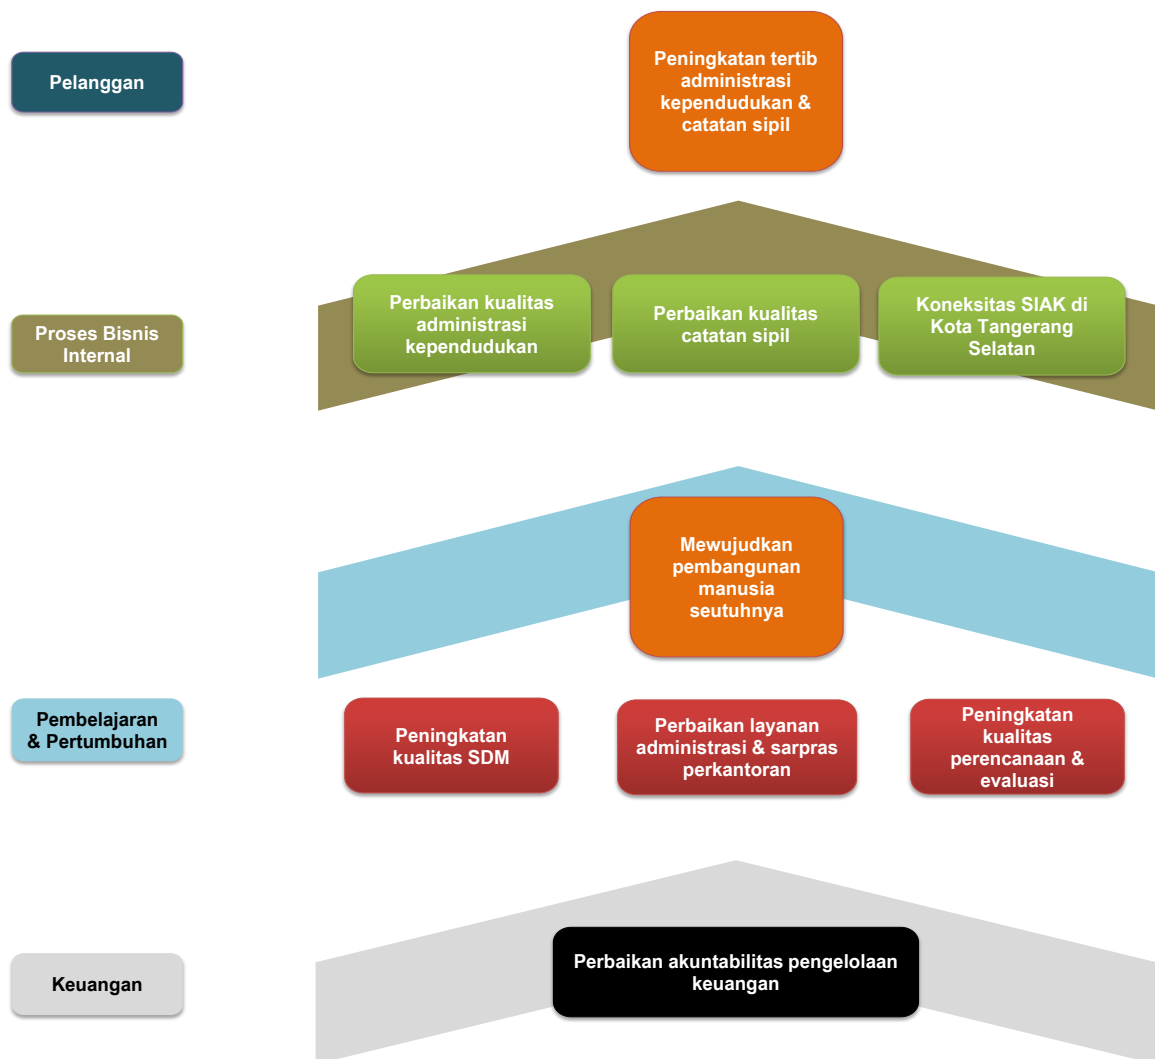 Pelanggan
Peningkatan tertib
administrasi
kependudukan &
catatan sipil
Proses Bisnis
Internal
Perbaikan kualitas
administrasi
kependudukan
Perbaikan kualitas
catatan sipil
Koneksitas SIAK di
Kota Tangerang
Selatan
Mewujudkan
pembangunan
manusia
seutuhnya
Pembelajaran
& Pertumbuhan
Peningkatan
kualitas SDM
Perbaikan layanan
administrasi & sarpras
perkantoran
Peningkatan
kualitas
perencanaan &
evaluasi
Keuangan
Perbaikan akuntabilitas pengelolaan
keuangan